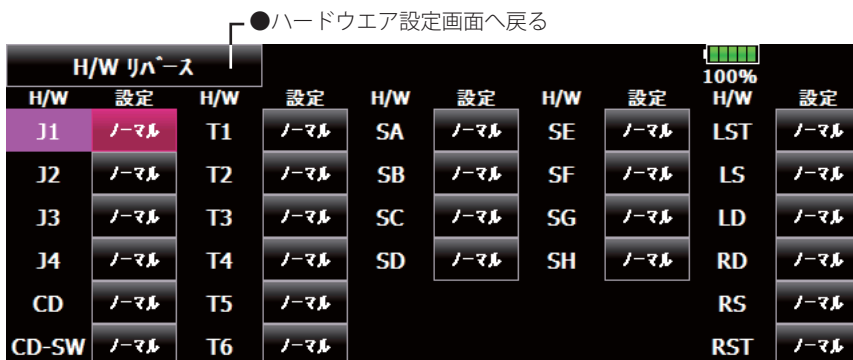 ●ハードウエア設定画面へ戻る
H/W リバース
100%
H/W 設定 H/W 設定 H/W 設定 H/W 設定 H/W 設定
J1 ノーマル T1 ノーマル SA ノーマル SE ノーマル LST ノーマル
J2 ノーマル T2 ノーマル SB ノーマル SF ノーマル LS ノーマル
J3 ノーマル T3 ノーマル SC ノーマル SG ノーマル LD ノーマル
J4 ノーマル T4 ノーマル SD ノーマル SH ノーマル RD ノーマル
CD ノーマル T5 ノーマル RS ノーマル
CD-SW ノーマル T6 ノーマル RST ノーマル